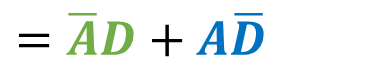 = A̅D + AD̅